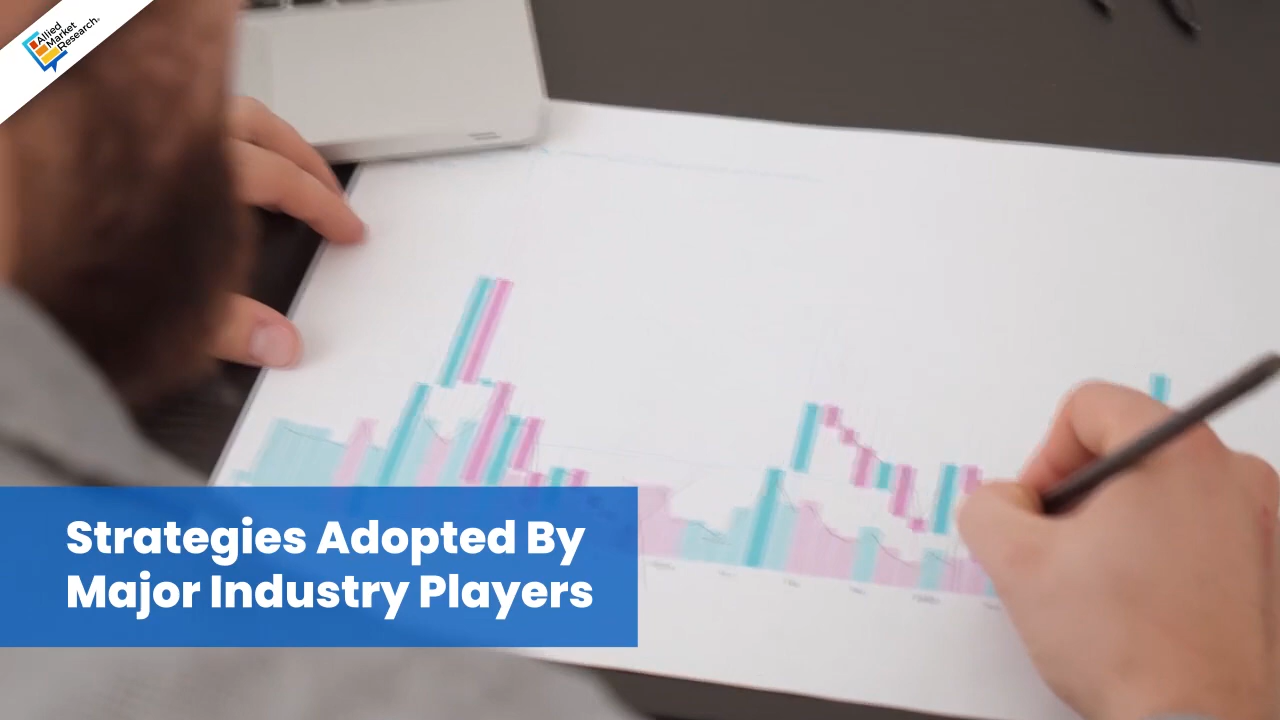 Allied
Market
Research
Strategies Adopted By
Major Industry Players